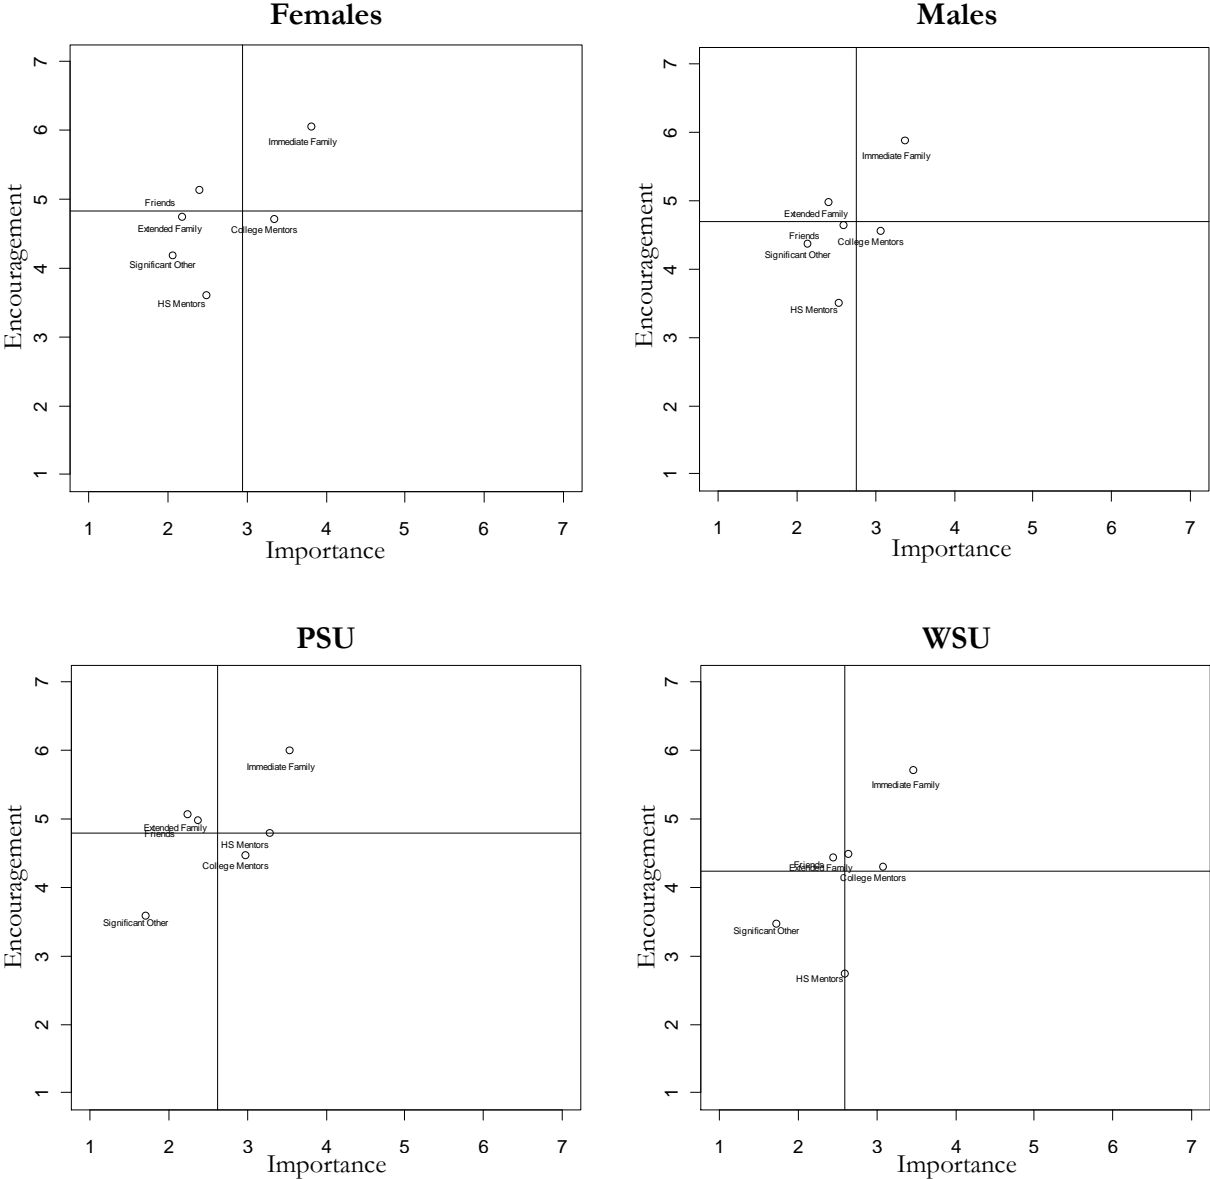 Females
7
6
5
4
3
2
1
Encouragement
Immediate Family
Friends
Extended Family
College Mentors
Significant Other
HS Mentors
1 2 3 4 5 6 7
Importance
Males
7
6
5
4
3
2
1
Encouragement
Immediate Family
Extended Family
Friends
College Mentors
Significant Other
HS Mentors
1 2 3 4 5 6 7
Importance
PSU
7
6
5
4
3
2
1
Encouragement
Immediate Family
Extended Family
Friends
HS Mentors
College Mentors
Significant Other
1 2 3 4 5 6 7
Importance
WSU
7
6
5
4
3
2
1
Encouragement
Immediate Family
Friends
Extended Family
College Mentors
Significant Other
HS Mentors
1 2 3 4 5 6 7
Importance